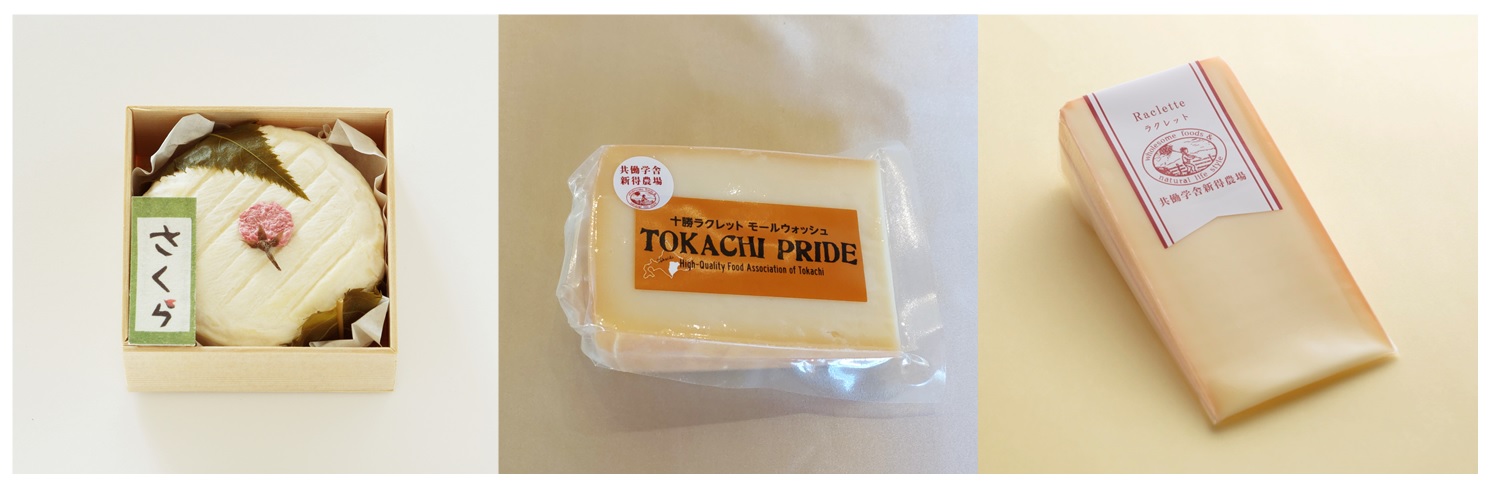 さくら
共働学舎
新得農場
十勝ラクレット モールウォッシュ
TOKACHI PRIDE
High-Quality Food Association of Tokachi
Raclette
ラクレット
wholesome foods &
natural life style
共働学舎新得農場